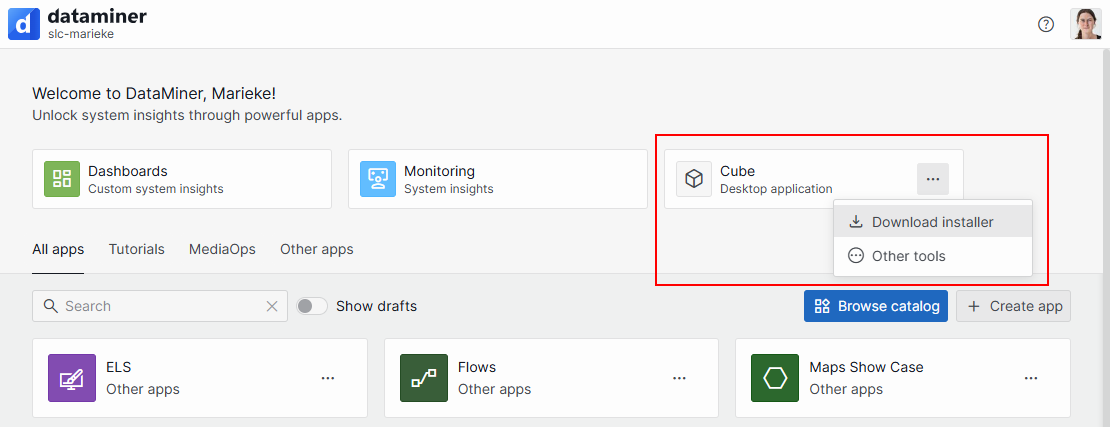 dataminer
slc-marieke
Welcome to DataMiner, Marieke!
Unlock system insights through powerful apps.
Dashboards
Custom system insights
Monitoring
System insights
Cube
Desktop application
Download installer
Other tools
All apps Tutorials MediaOps Other apps
Search
Show drafts
Browse catalog
Create app
ELS
Other apps
Flows
Other apps
Maps Show Case
Other apps